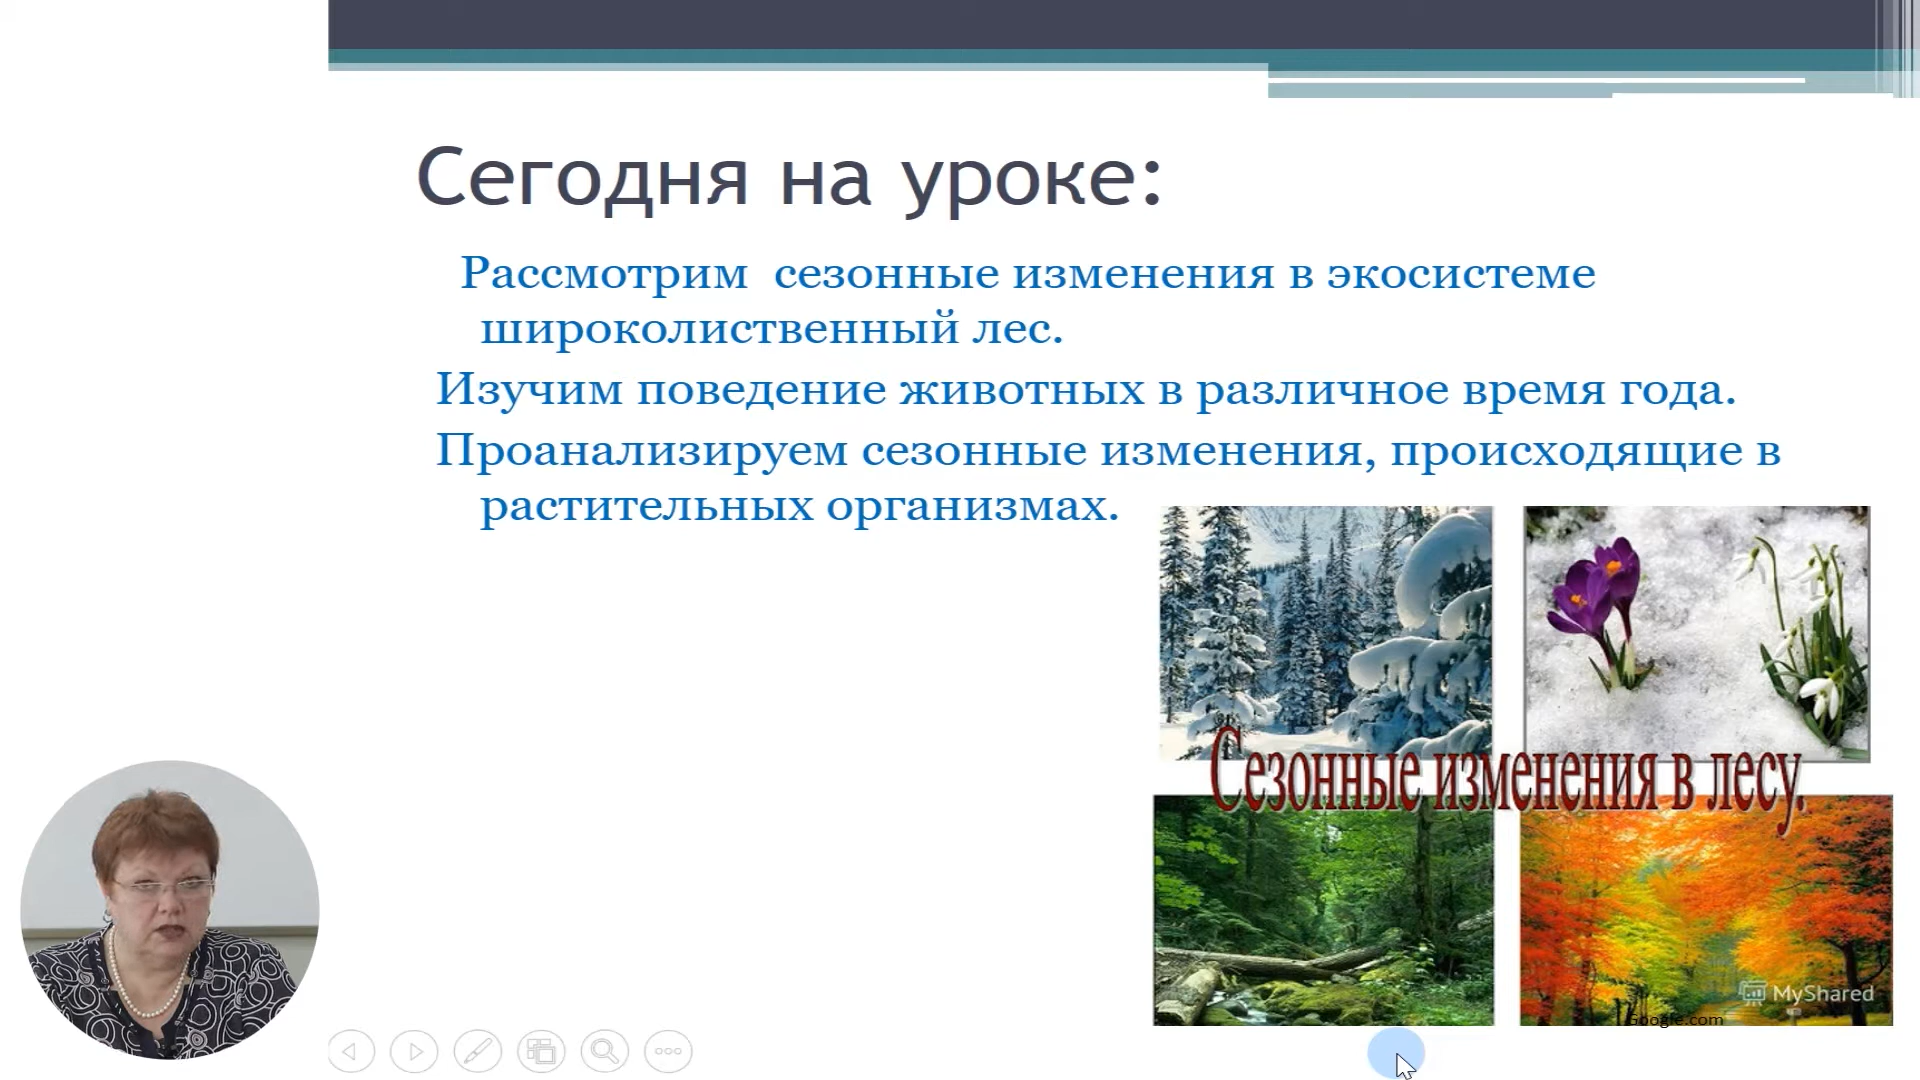 Сегодня на уроке:
Рассмотрим сезонные изменения в экосистеме
широколиственный лес.
Изучим поведение животных в различное время года.
Проанализируем сезонные изменения, происходящие в
растительных организмах.
Сезонные изменения в лесу.
MyShared
Google.com